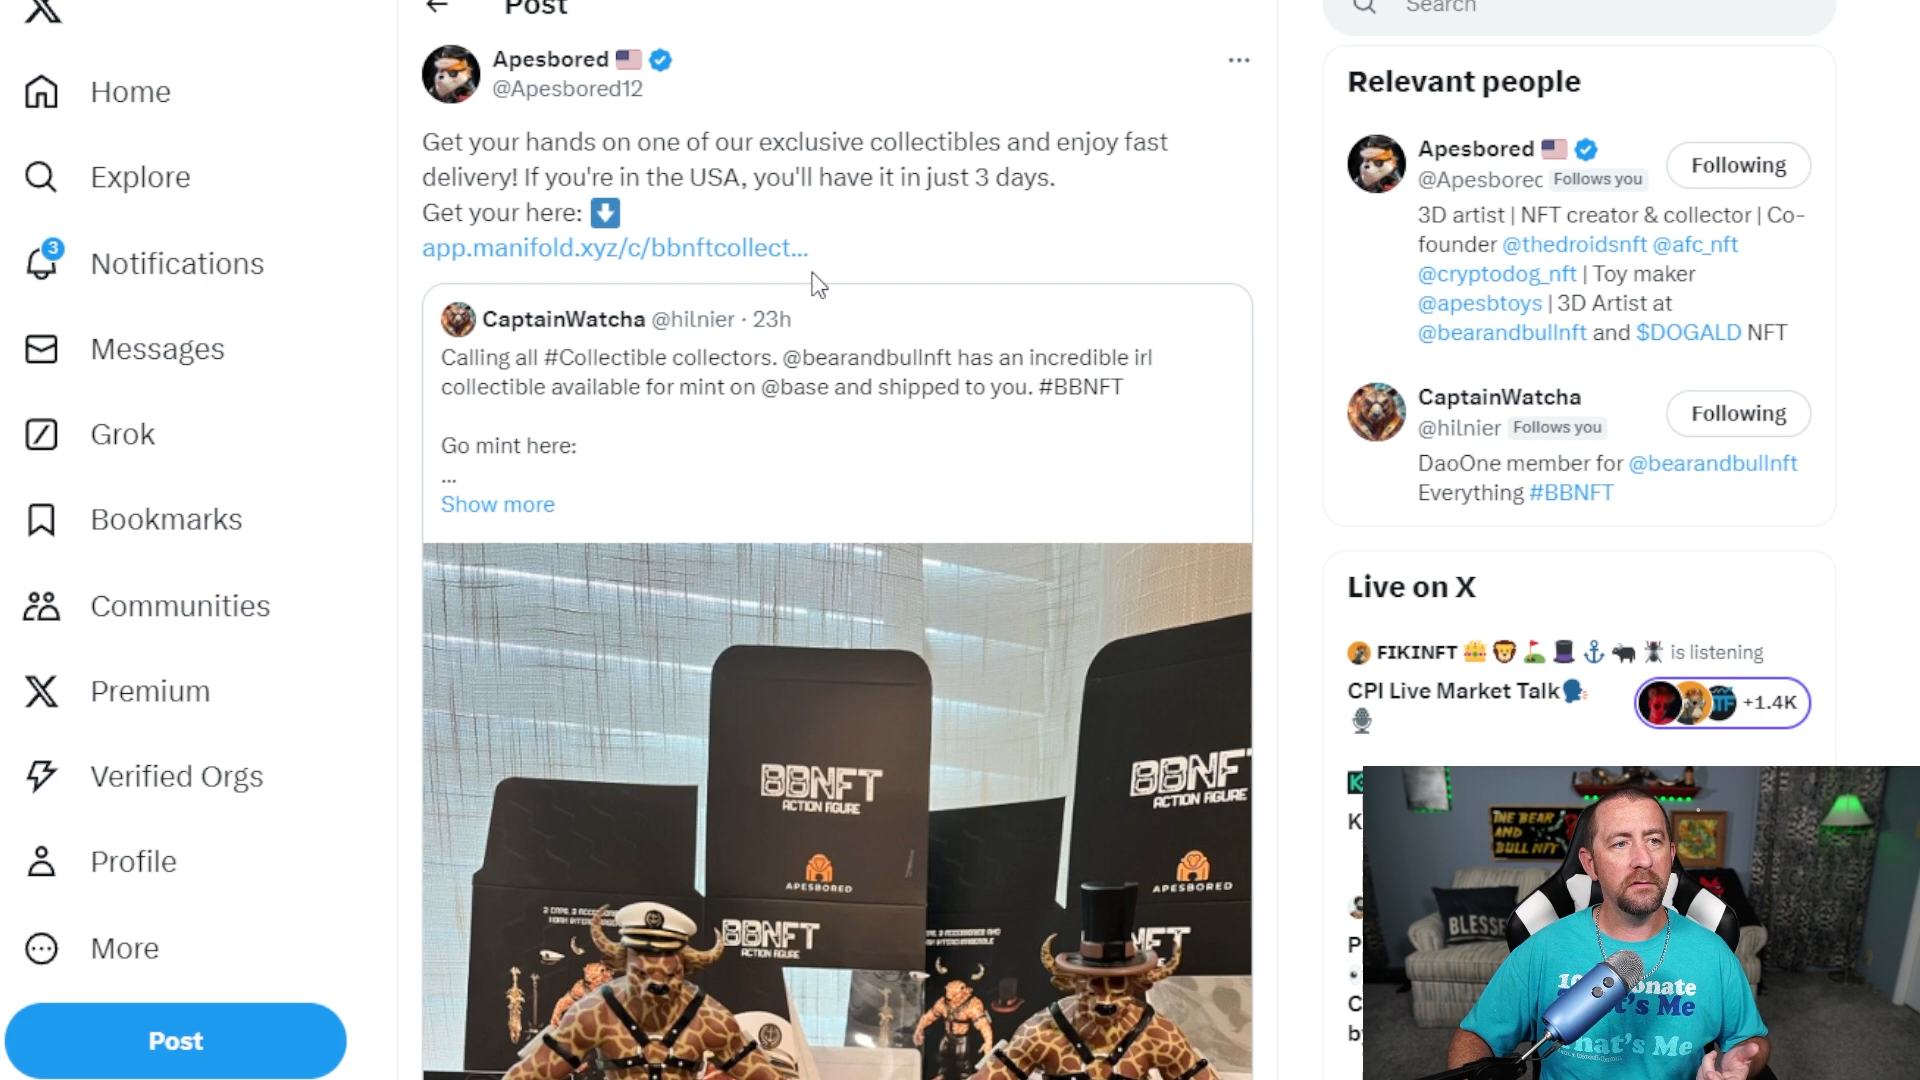 Post
Home
Explore
3
Notifications
Messages
Grok
Bookmarks
Communities
Premium
Verified Orgs
Profile
More
Post
Apesbored
@Apesbored12
Get your hands on one of our exclusive collectibles and enjoy fast
delivery! If you're in the USA, you'll have it in just 3 days.
Get your here:
app.manifold.xyz/c/bbnftcollect...
CaptainWatcha @hilnier · 23h
Calling all #Collectible collectors. @bearandbullnft has an incredible irl
collectible available for mint on @base and shipped to you. #BBNFT
Go mint here:
...
Show more
BBNFT
ACTION FIGURE
APESBORED
BBNFT
ACTION FIGURE
BBNFT
ACTION FIGURE
APESBORED
Search
Relevant people
Apesbored
Following
@Apesborec Follows you
3D artist | NFT creator & collector | Co-
founder @thedroidsnft @afc_nft
@cryptodog_nft | Toy maker
@apesbtoys | 3D Artist at
@bearandbullnft and $DOGALD NFT
CaptainWatcha
Following
@hilnier Follows you
DaoOne member for @bearandbullnft
Everything #BBNFT
Live on X
FIKINFT is listening
CPI Live Market Talk
+1.4K
THE BEAR
AND
BULL NFT
BLESSE
That's Me